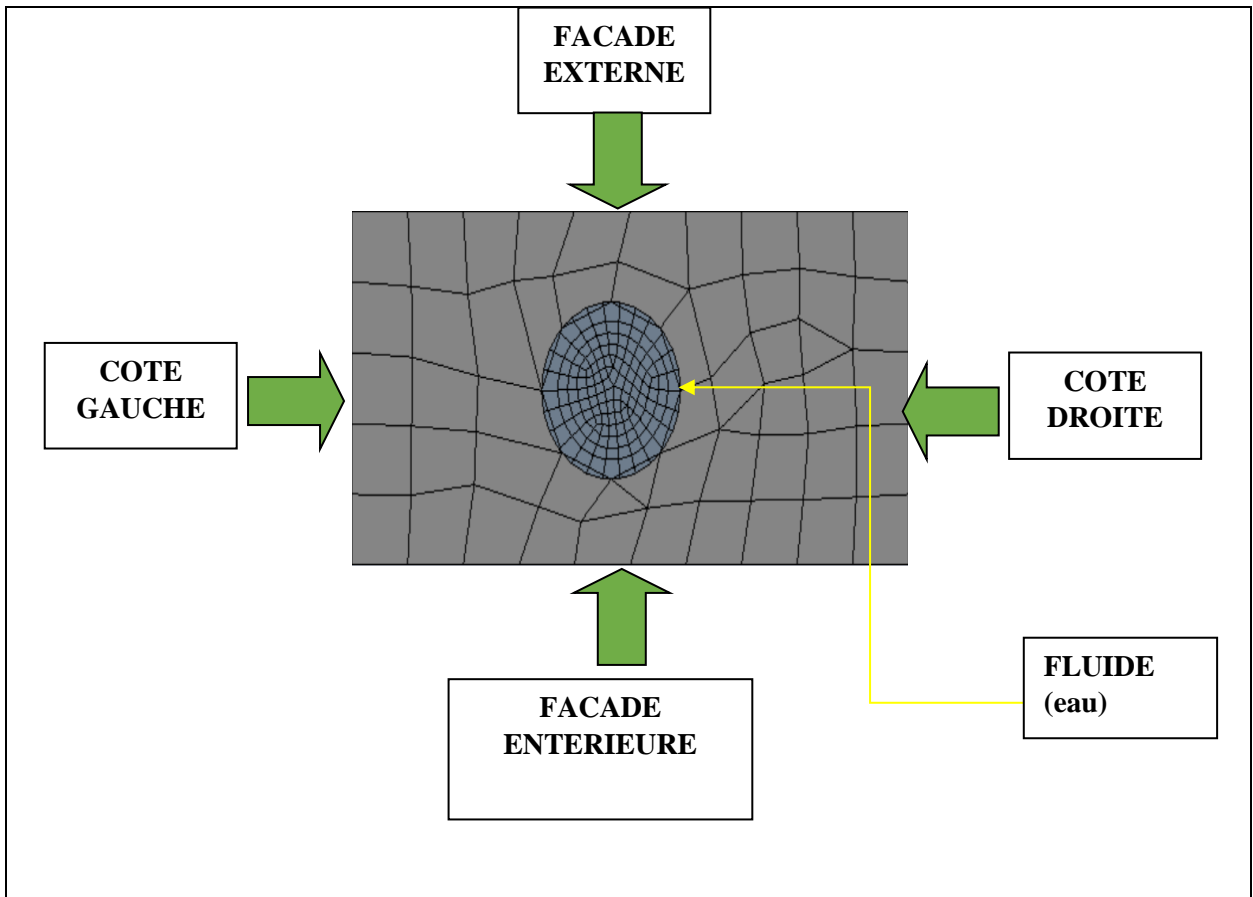 FACADE
EXTERNE
COTE
GAUCHE
COTE
DROITE
FLUIDE
(eau)
FACADE
ENTERIEURE